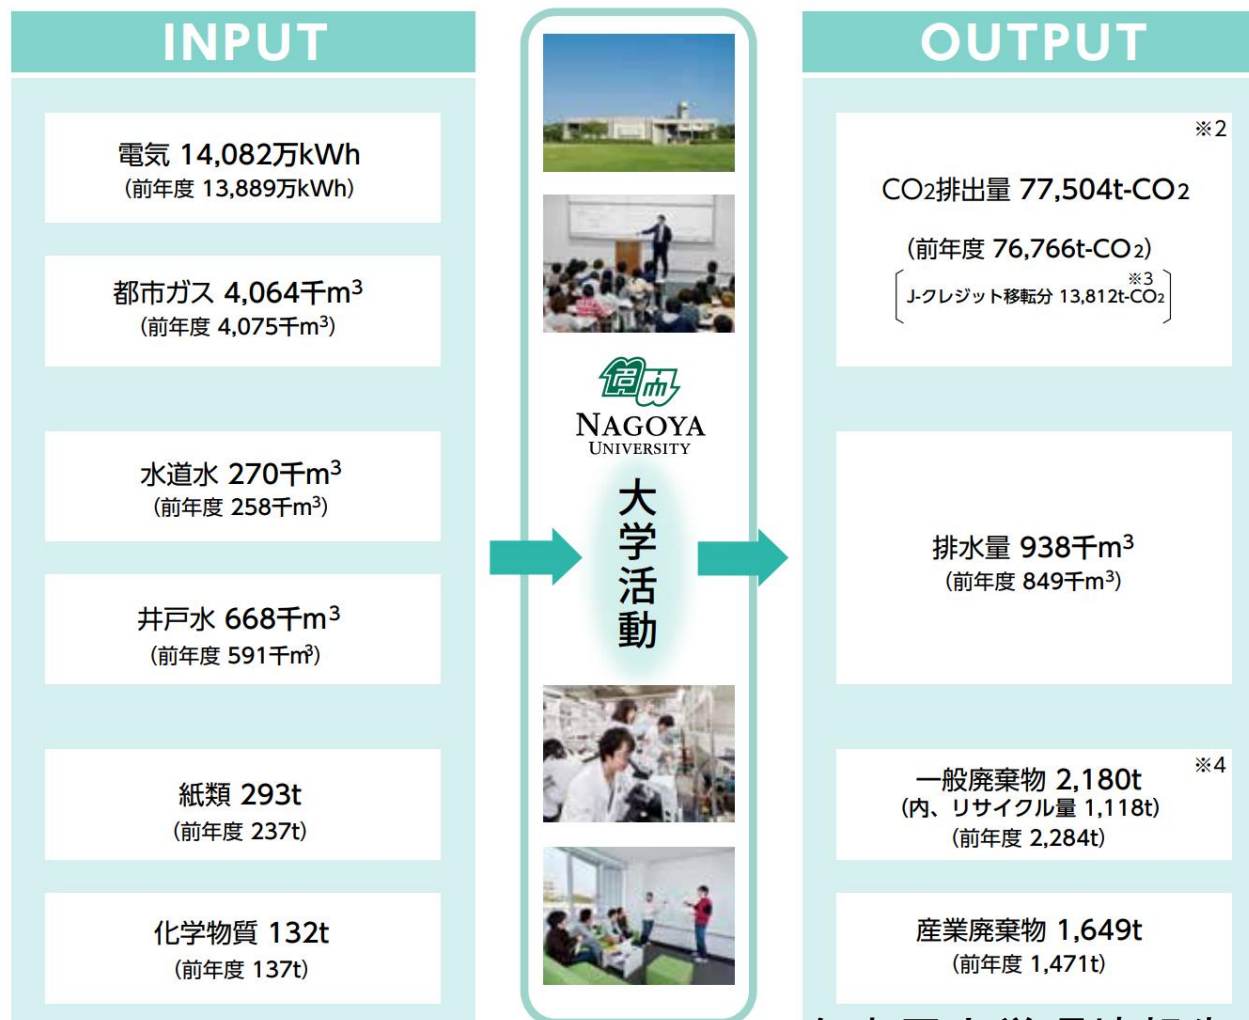 INPUT
電気 14,082万kWh
(前年度 13,889万kWh)
都市ガス 4,064千m³
(前年度 4,075千m³)
水道水 270千m³
(前年度 258千m³)
井戸水 668千m³
(前年度 591千㎥)
紙類 293t
(前年度 237t)
化学物質 132t
(前年度 137t)
NAGOYA
UNIVERSITY
大学活動
OUTPUT
※2
CO₂排出量 77,504t-CO₂
(前年度 76,766t-CO₂)
※3
J-クレジット移転分 13,812t-CO₂
排水量 938千m³
(前年度 849千m³)
※4
一般廃棄物 2,180t
(内、リサイクル量 1,118t)
(前年度 2,284t)
産業廃棄物 1,649t
(前年度 1,471t)